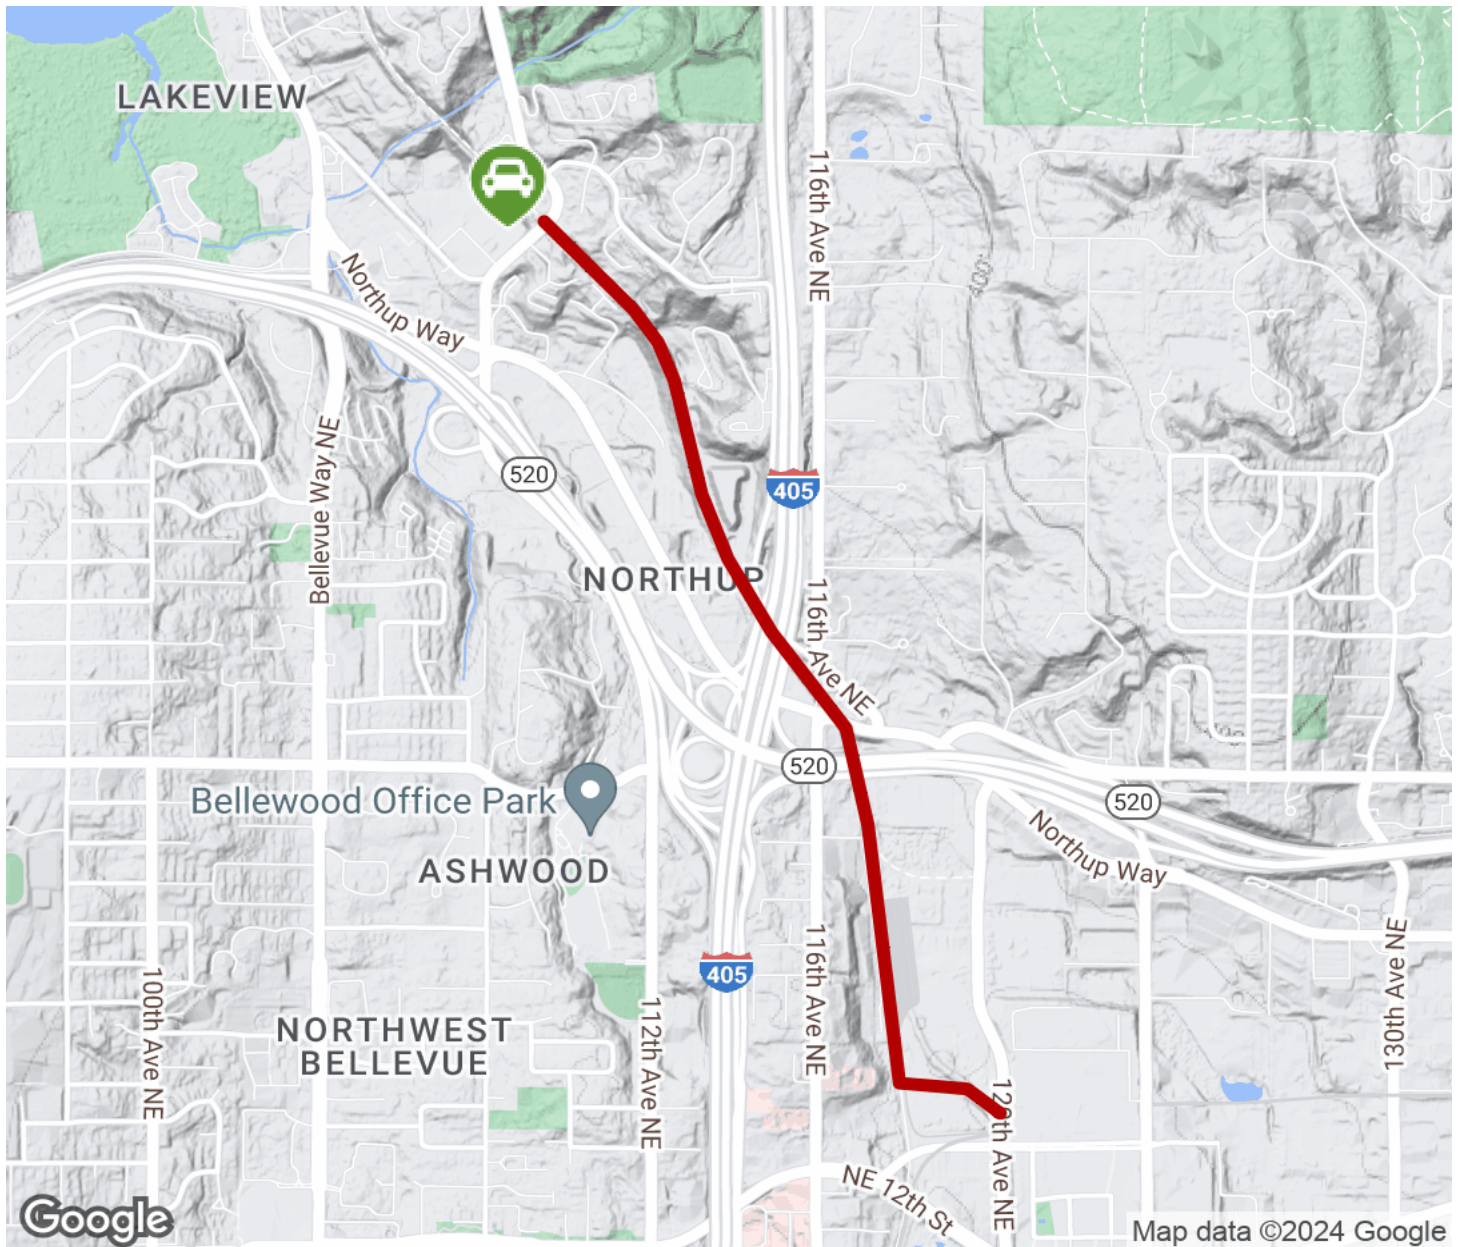 LAKEVIEW
116th Ave NE
Northup Way
Bellevue Way NE
520
405
NORTHUP
116th Ave NE
520
520
Bellewood Office Park
Northup Way
ASHWOOD
116th Ave NE
130th Ave NE
405
100th Ave NE
NORTHWEST
BELLEVUE
112th Ave NE
120th Ave NE
NE 12th St
Google
Map data ©2024 Google